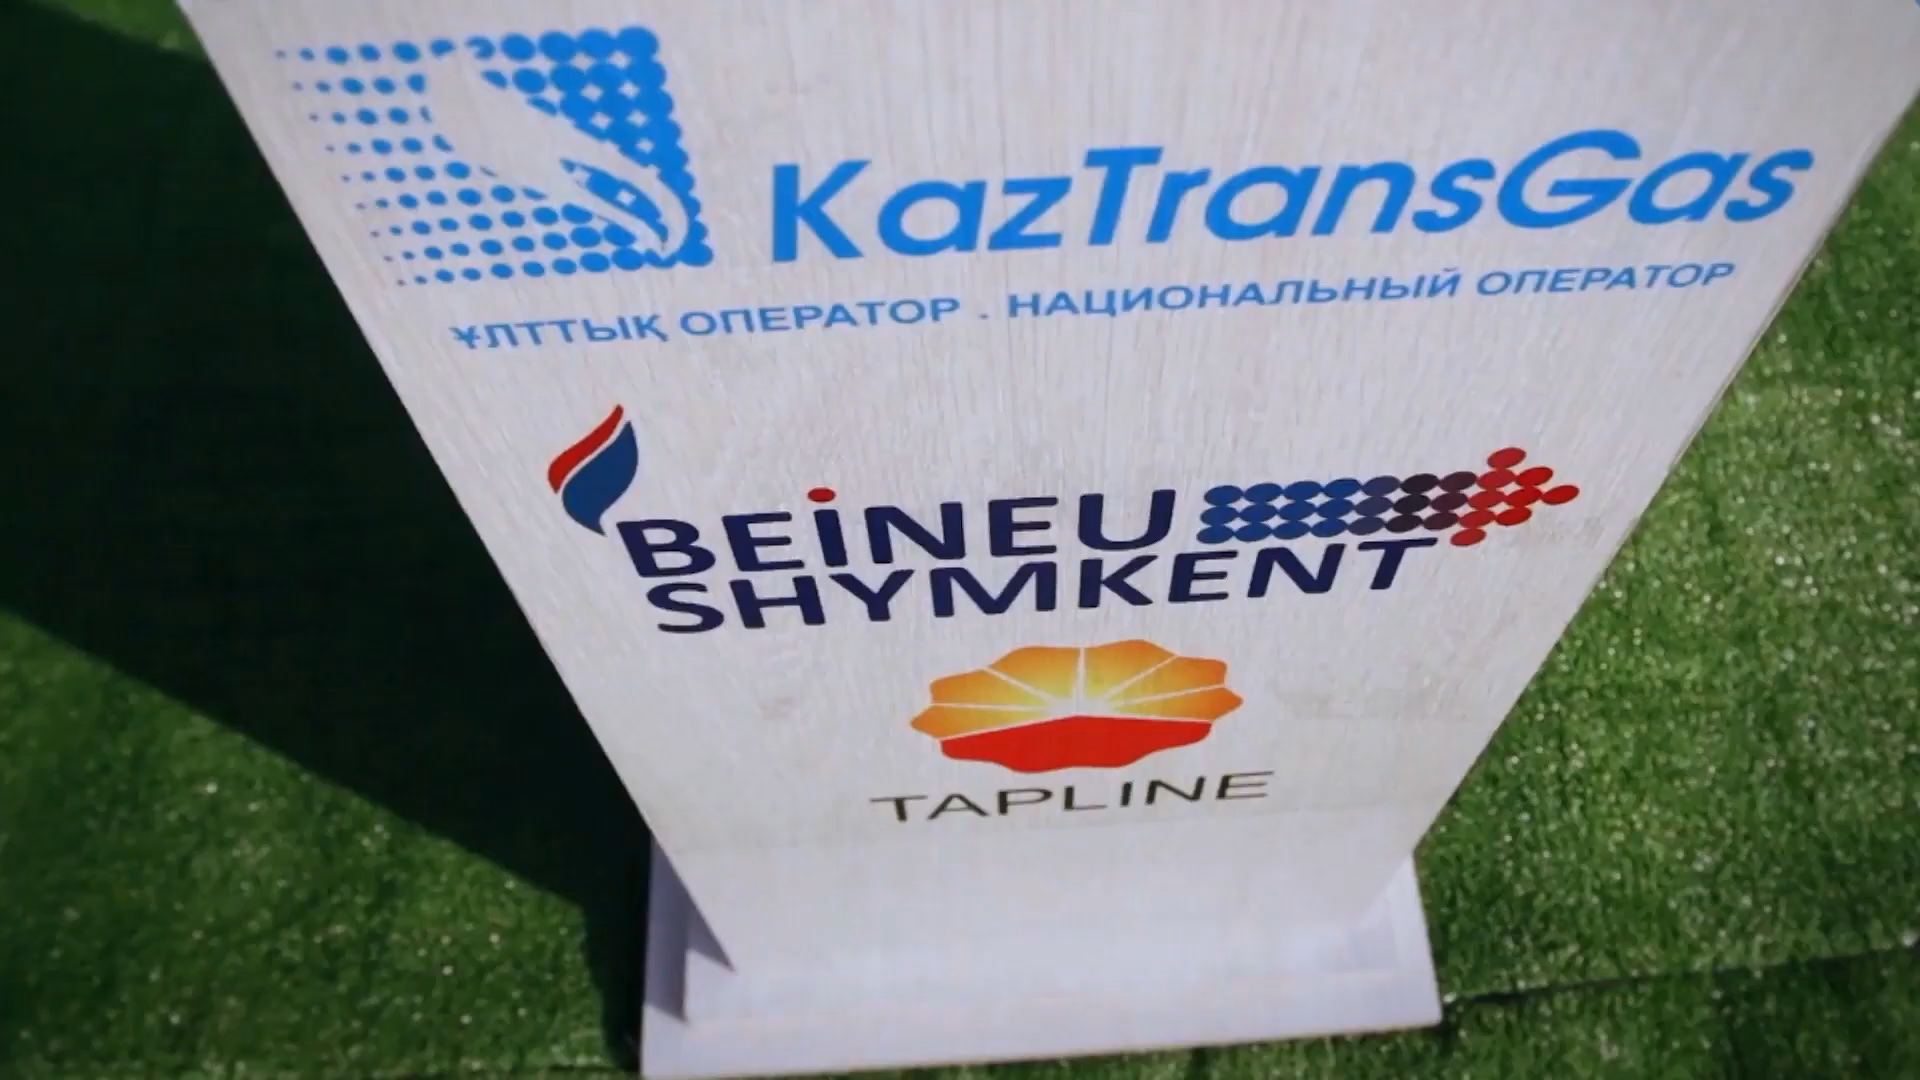 KazTransGas
ҰЛТТЫҚ ОПЕРАТОР . НАЦИОНАЛЬНЫЙ ОПЕРАТОР
BEiNEU
SHYMKENT
TAPLINE